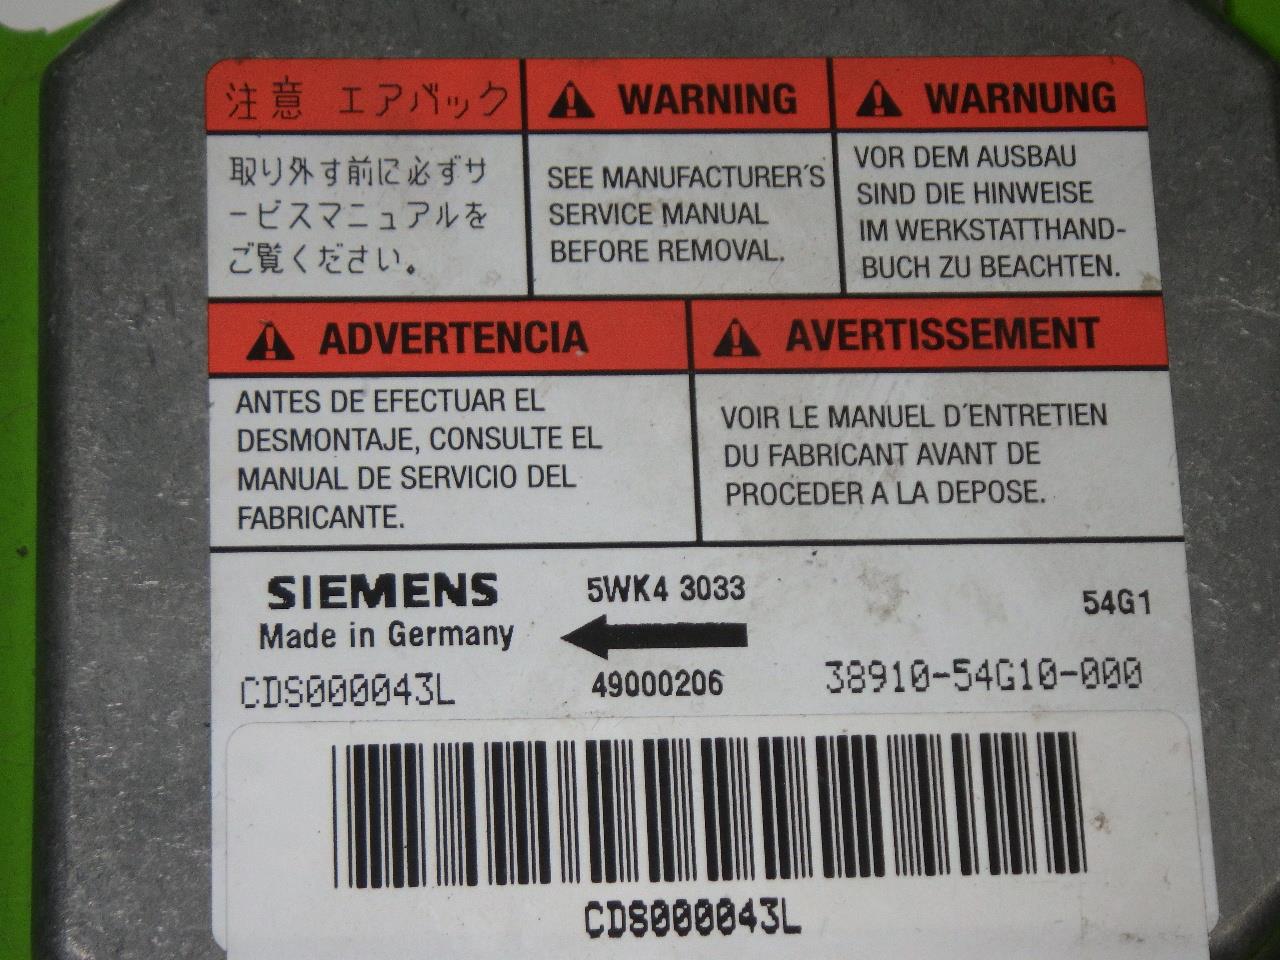 注意 エアバック
取り外す前に必ずサ
ービスマニュアルを
ご覧ください。
WARNING
SEE MANUFACTURER'S
SERVICE MANUAL
BEFORE REMOVAL.
WARNUNG
VOR DEM AUSBAU
SIND DIE HINWEISE
IM WERKSTATTHAND-
BUCH ZU BEACHTEN.
ADVERTENCIA
ANTES DE EFECTUAR EL
DESMONTAJE, CONSULTE EL
MANUAL DE SERVICIO DEL
FABRICANTE.
AVERTISSEMENT
VOIR LE MANUEL D'ENTRETIEN
DU FABRICANT AVANT DE
PROCEDER A LA DEPOSE.
SIEMENS 5WK4 3033 54G1
Made in Germany
CDS000043L 49000206 38910-54G10-000
CDS000043L